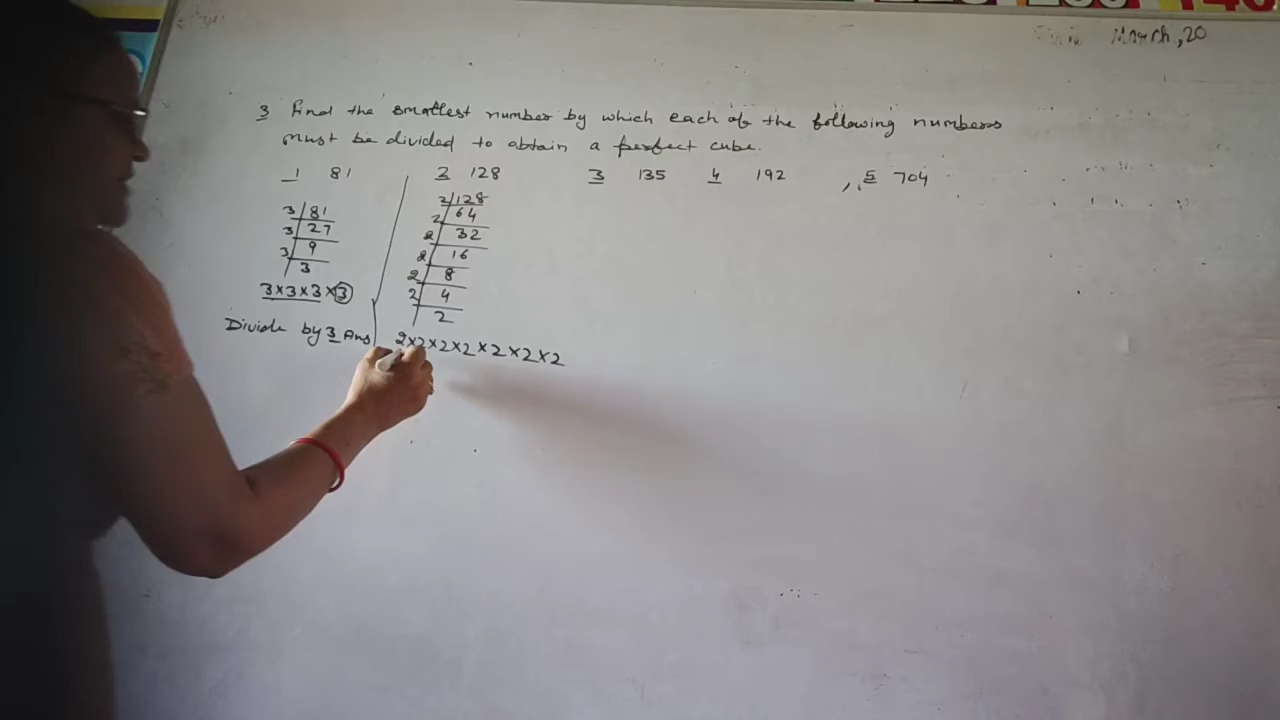 March, 20
3 Find the smallest number by which each of the following numbers
must be divided to obtain a perfect cube.
1 81 2 128 3 135 4 192 5 704
3 81
3 27
3 9
3
3×3×3×3
Divide by 3 Ans
2 128
2 64
2 32
2 16
2 8
2 4
2
2×2×2×2×2×2×2